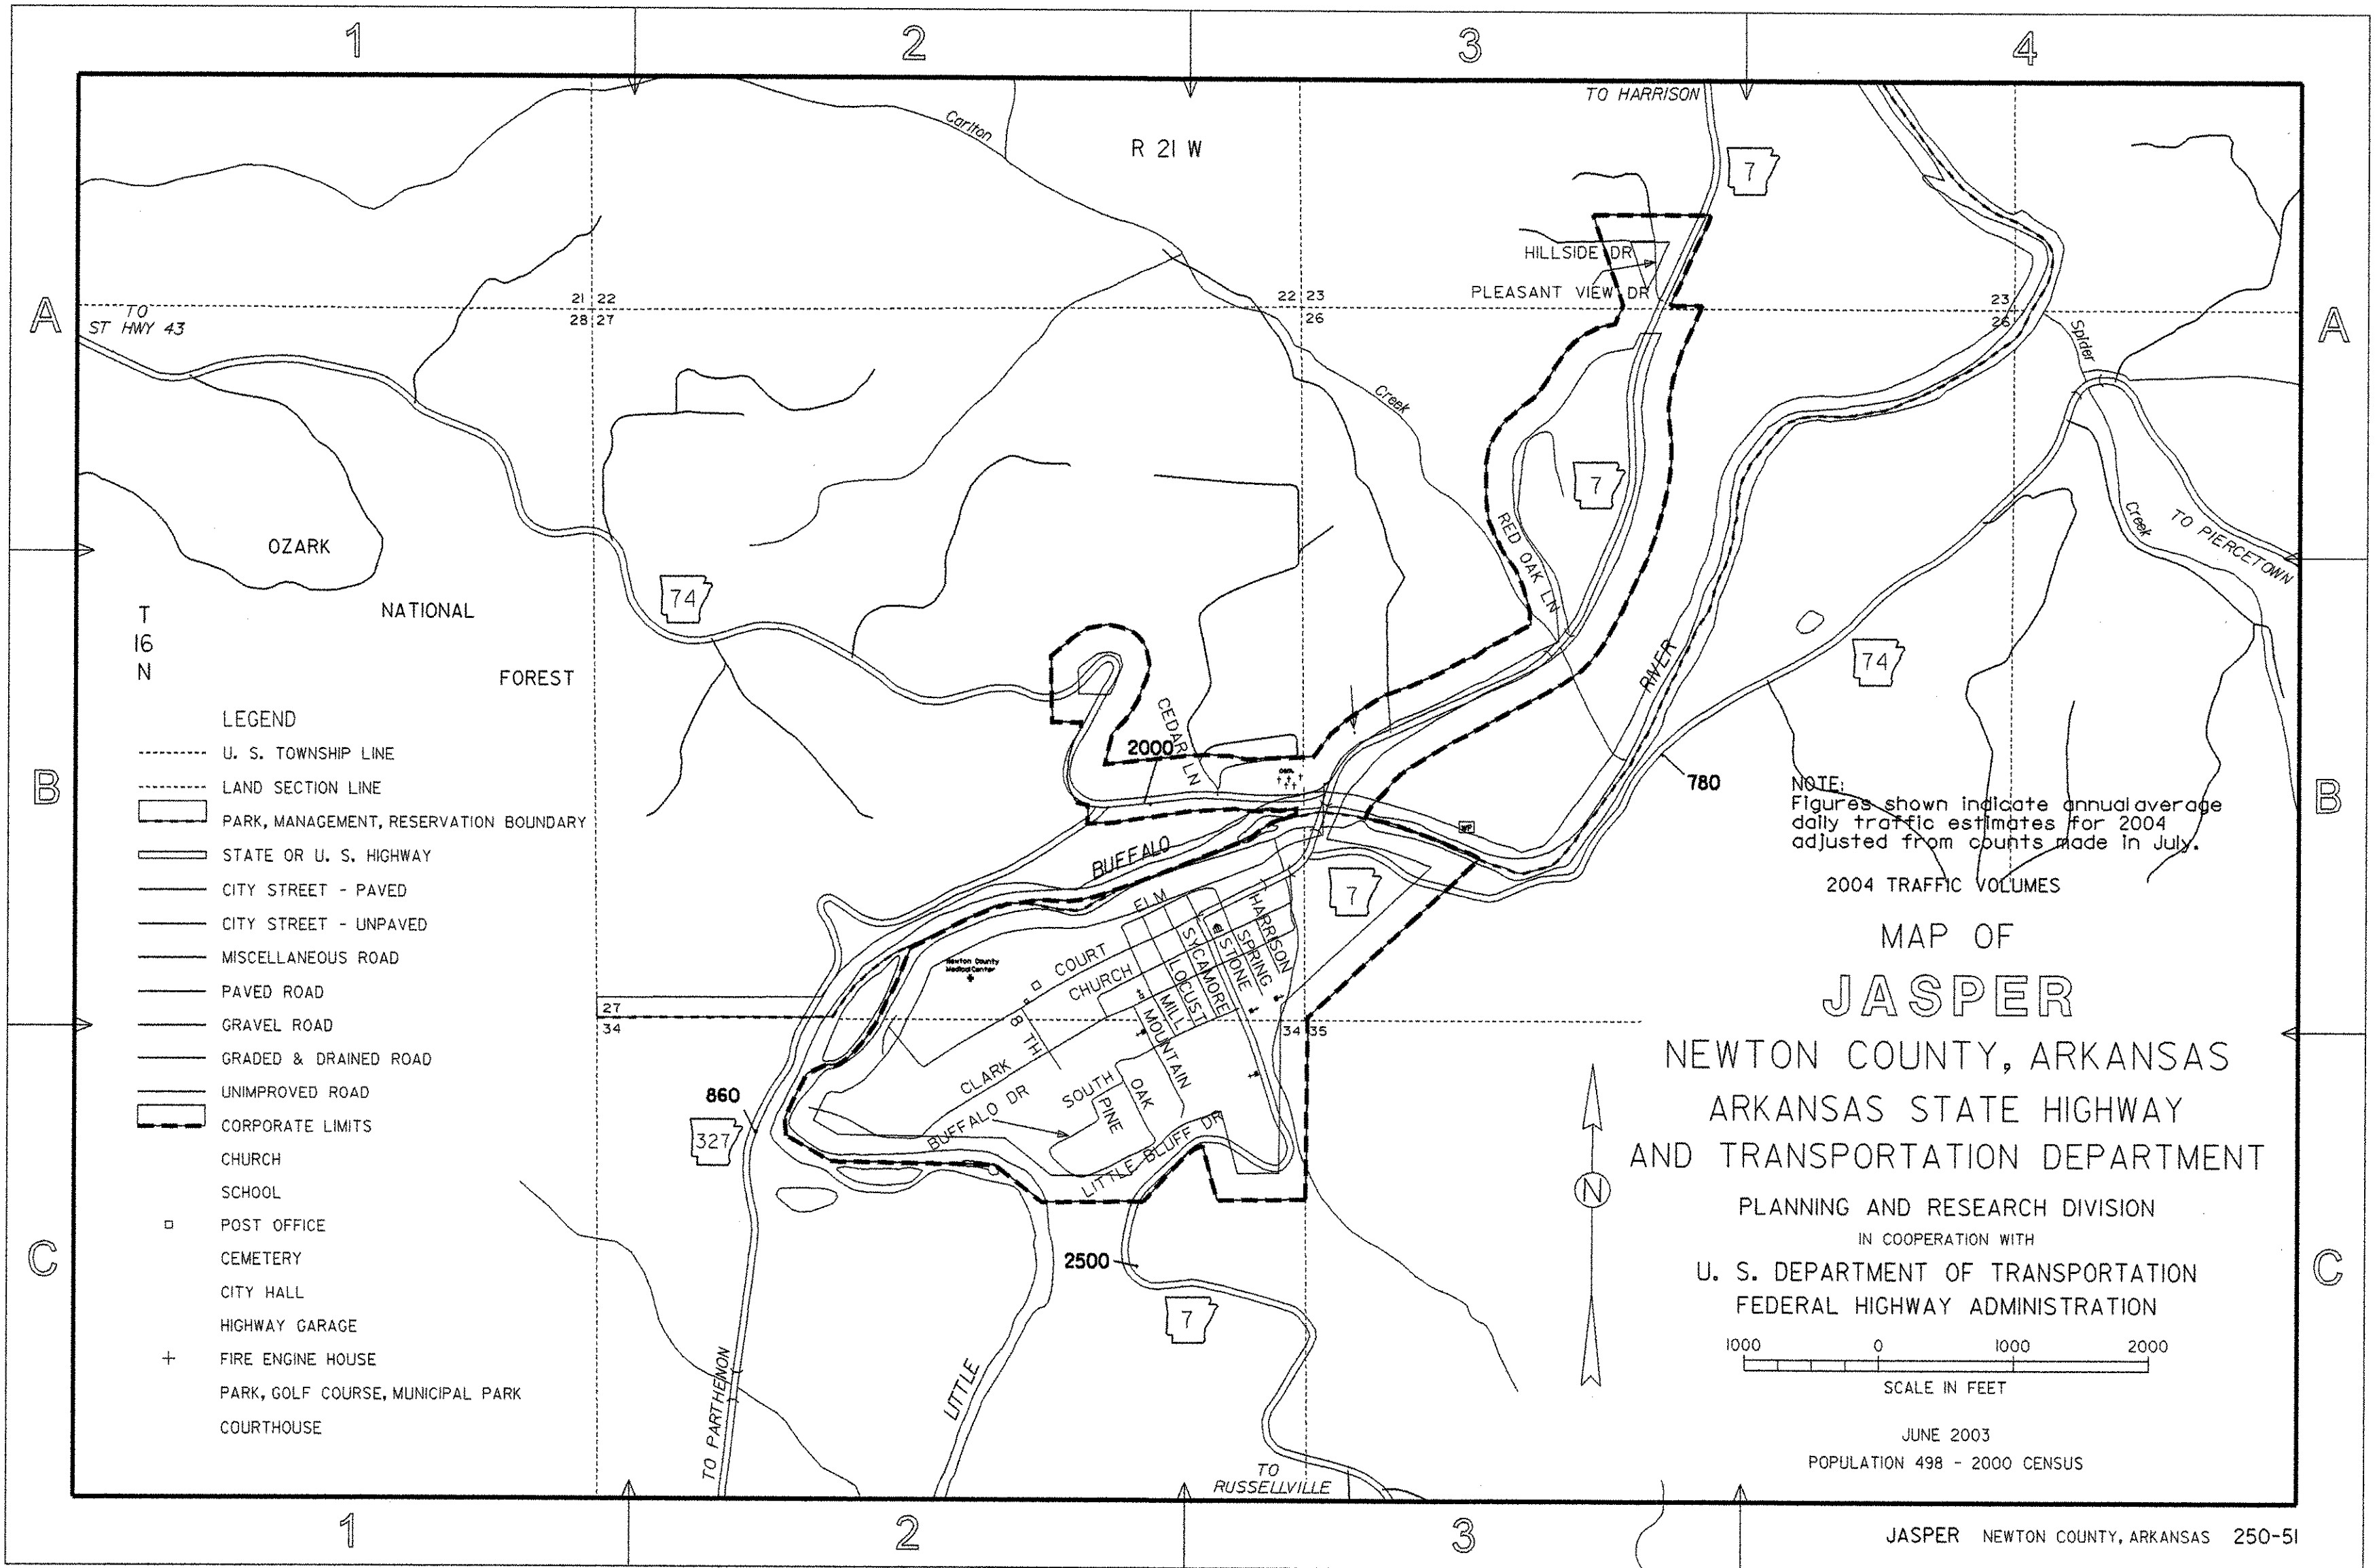 1
2
3
4
TO HARRISON
Carlton
R 21 W
7
HILLSIDE DR
PLEASANT VIEW DR
A
TO
ST HWY 43
21 22
28 27
22 23
26
23
26
A
Spider
Creek
7
RED OAK LN
Creek
TO PIERCETOWN
OZARK
NATIONAL
FOREST
74
T
16
N
RIVER
74
CEDAR LN
2000
780
B
B
LEGEND
U. S. TOWNSHIP LINE
LAND SECTION LINE
PARK, MANAGEMENT, RESERVATION BOUNDARY
STATE OR U. S. HIGHWAY
CITY STREET - PAVED
CITY STREET - UNPAVED
MISCELLANEOUS ROAD
PAVED ROAD
GRAVEL ROAD
GRADED & DRAINED ROAD
UNIMPROVED ROAD
CORPORATE LIMITS
CHURCH
SCHOOL
POST OFFICE
CEMETERY
CITY HALL
HIGHWAY GARAGE
FIRE ENGINE HOUSE
PARK, GOLF COURSE, MUNICIPAL PARK
COURTHOUSE
BUFFALO
7
ELM
HARRISON
SPRING
STONE
SYCAMORE
LOCUST
MILL
MOUNTAIN
COURT
CHURCH
Newton County
Medical Center
8 TH
CLARK
BUFFALO DR
SOUTH
OAK
PINE
LITTLE BLUFF DR
27
34
34 35
860
327
2500
7
LITTLE
TO PARTHENON
TO
RUSSELLVILLE
NOTE:
Figures shown indicate annual average
daily traffic estimates for 2004
adjusted from counts made in July.
2004 TRAFFIC VOLUMES
MAP OF
JASPER
NEWTON COUNTY, ARKANSAS
ARKANSAS STATE HIGHWAY
AND TRANSPORTATION DEPARTMENT
N
PLANNING AND RESEARCH DIVISION
IN COOPERATION WITH
U. S. DEPARTMENT OF TRANSPORTATION
FEDERAL HIGHWAY ADMINISTRATION
1000 0 1000 2000
SCALE IN FEET
JUNE 2003
POPULATION 498 - 2000 CENSUS
C
C
1
2
3
JASPER NEWTON COUNTY, ARKANSAS 250-51